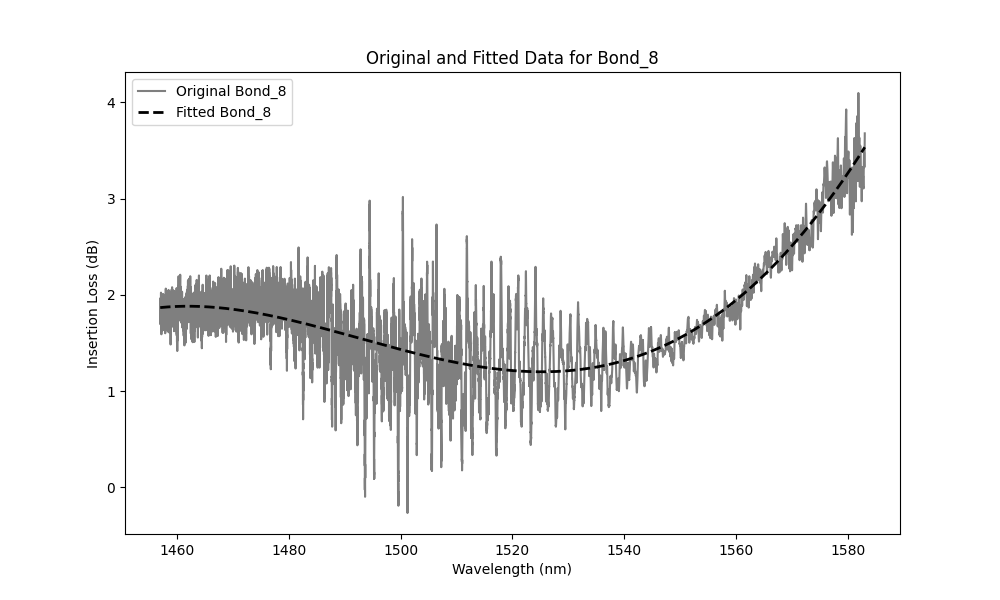 Original and Fitted Data for Bond_8
Original Bond_8
Fitted Bond_8
4
3
2
1
0
Insertion Loss (dB)
1460 1480 1500 1520 1540 1560 1580
Wavelength (nm)